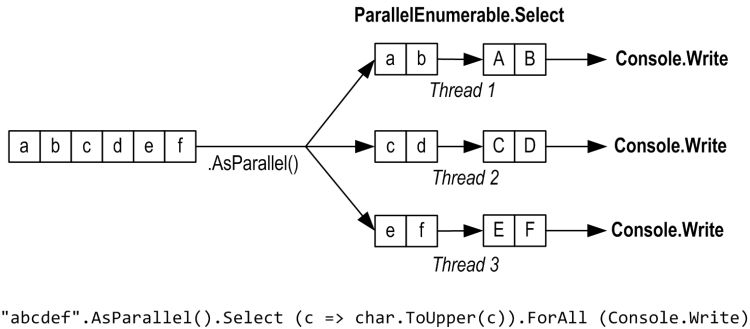 ParallelEnumerable.Select
a b A B Console.Write
Thread 1
a b c d e f c d C D Console.Write
.AsParallel()
Thread 2
e f E F Console.Write
Thread 3
"abcdef".AsParallel().Select (c => char.ToUpper(c)).ForAll (Console.Write)